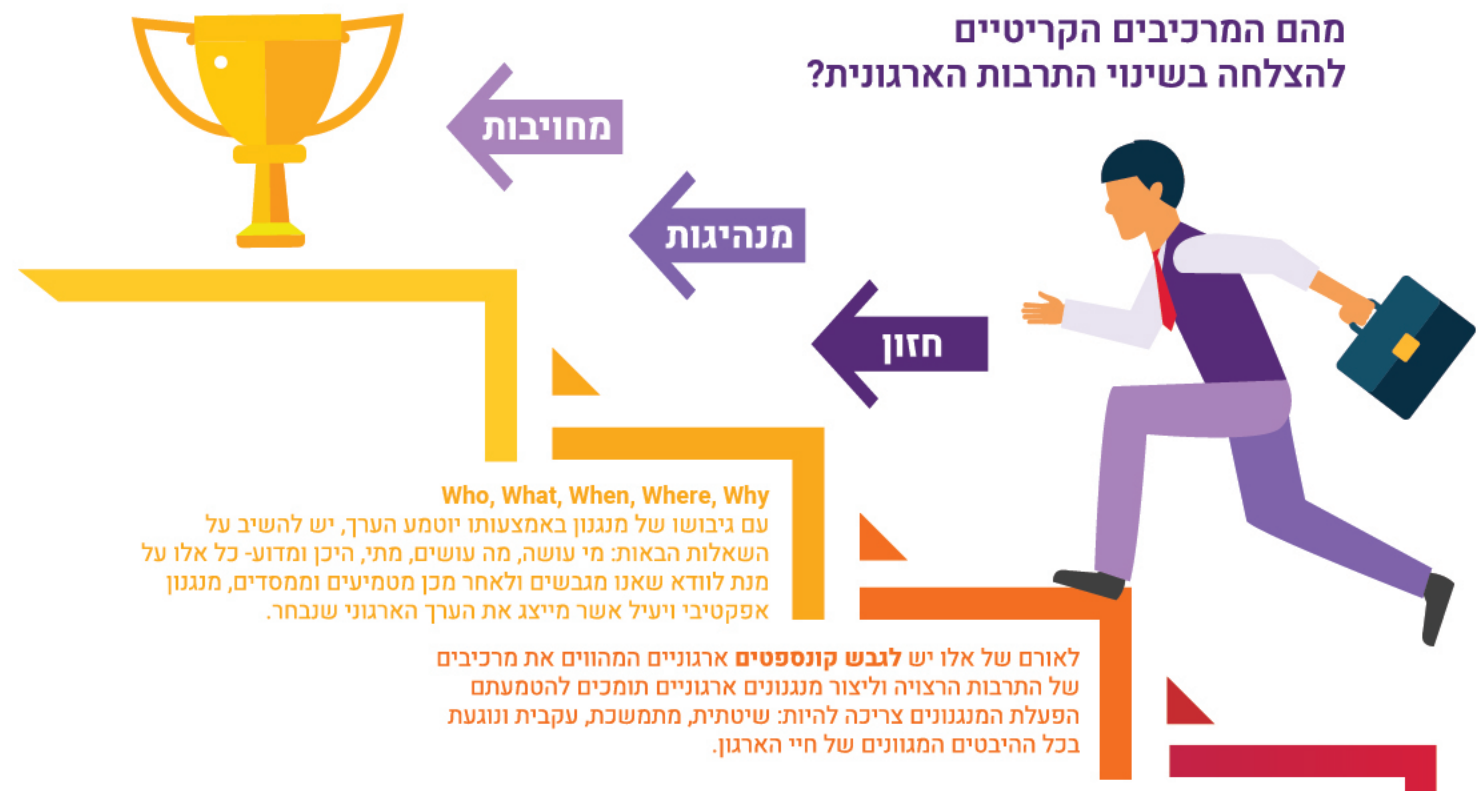 מהם המרכיבים הקריטיים
להצלחה בשינוי התרבות הארגונית?
מחויבות
מנהיגות
חזון
Who, What, When, Where, Why
עם גיבושו של מנגנון באמצעותו יוטמע הערך, יש להשיב על
השאלות הבאות: מי עושה, מה עושים, מתי, היכן ומדוע- כל אלו על
מנת לוודא שאנו מגבשים ולאחר מכן מטמיעים וממסדים, מנגנון
אפקטיבי ויעיל אשר מייצג את הערך הארגוני שנבחר.
לאורם של אלו יש לגבש קונספטים ארגוניים המהווים את מרכיבים
של התרבות הרצויה וליצור מנגנונים ארגוניים תומכים להטמעתם
הפעלת המנגנונים צריכה להיות: שיטתית, מתמשכת, עקבית ונוגעת
בכל ההיבטים המגוונים של חיי הארגון.